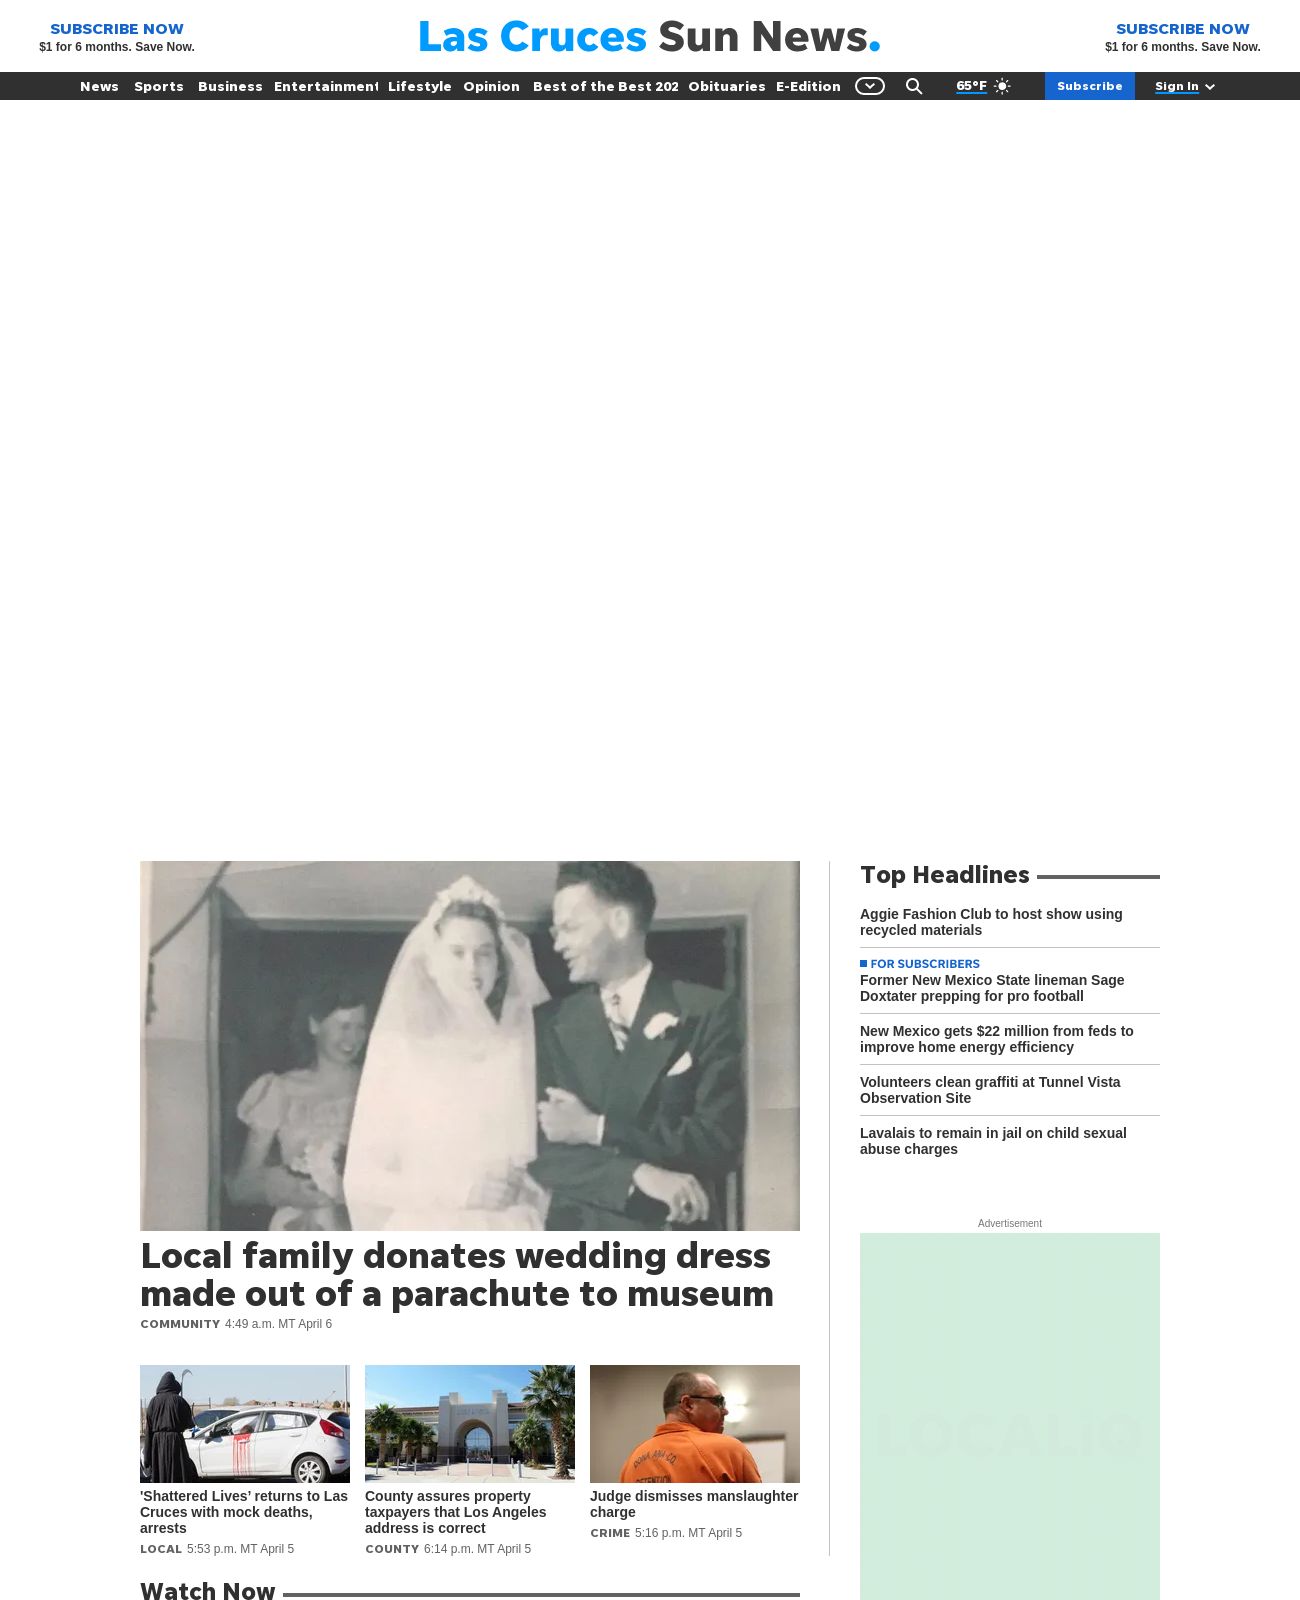 SUBSCRIBE NOW
$1 for 6 months. Save Now.
Las Cruces Sun News.
SUBSCRIBE NOW
$1 for 6 months. Save Now.
News Sports Business Entertainment Lifestyle Opinion Best of the Best 202 Obituaries E-Edition 65°F Subscribe Sign In
Top Headlines
Aggie Fashion Club to host show using
recycled materials
FOR SUBSCRIBERS
Former New Mexico State lineman Sage
Doxtater prepping for pro football
New Mexico gets $22 million from feds to
improve home energy efficiency
Volunteers clean graffiti at Tunnel Vista
Observation Site
Lavalais to remain in jail on child sexual
abuse charges
Advertisement
Local family donates wedding dress
made out of a parachute to museum
COMMUNITY 4:49 a.m. MT April 6
'Shattered Lives’ returns to Las
Cruces with mock deaths,
arrests
LOCAL 5:53 p.m. MT April 5
County assures property
taxpayers that Los Angeles
address is correct
COUNTY 6:14 p.m. MT April 5
DONA ANA CO.
DETENTION
Judge dismisses manslaughter
charge
CRIME 5:16 p.m. MT April 5
Watch Now